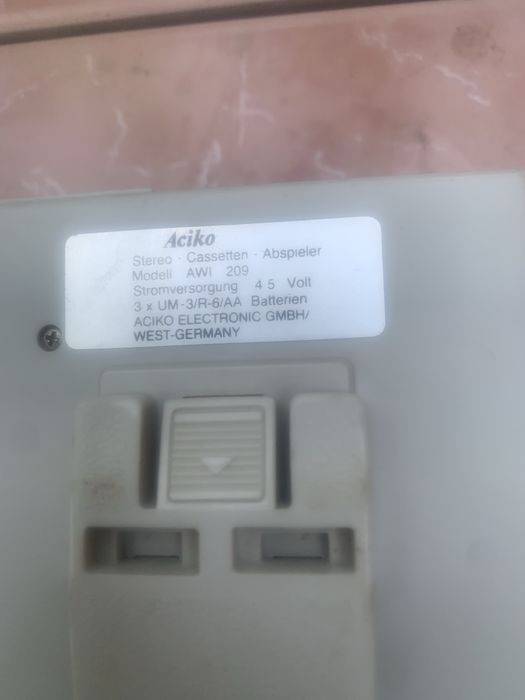 Aciko
Stereo - Cassetten - Abspieler
Modell AWI 209
Stromversorgung 4 5 Volt
3 x UM-3/R-6/AA Batterien
ACIKO ELECTRONIC GMBH/
WEST-GERMANY